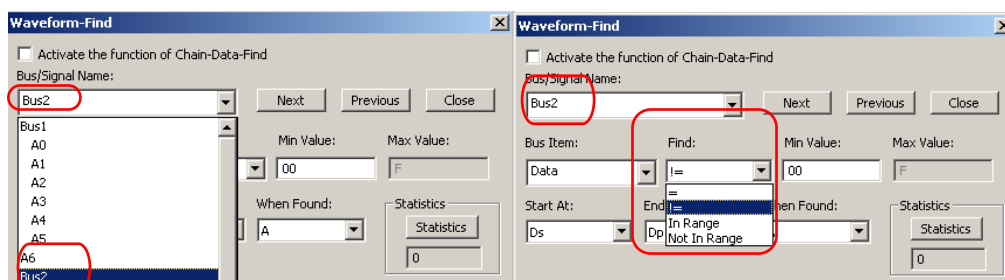 Waveform-Find
Activate the function of Chain-Data-Find
Bus/Signal Name:
Bus2
Next
Previous
Close
Bus1
A0
A1
A2
A3
A4
A5
A6
Bus2
Min Value:
Max Value:
00
F
When Found:
A
Statistics
Statistics
0
Waveform-Find
Activate the function of Chain-Data-Find
Bus/Signal Name:
Bus2
Next
Previous
Close
Bus Item:
Find:
Min Value:
Max Value:
Data
!=
00
F
=
!=
In Range
Not In Range
Start At:
End
hen Found:
Ds
Dp
Statistics
Statistics
0